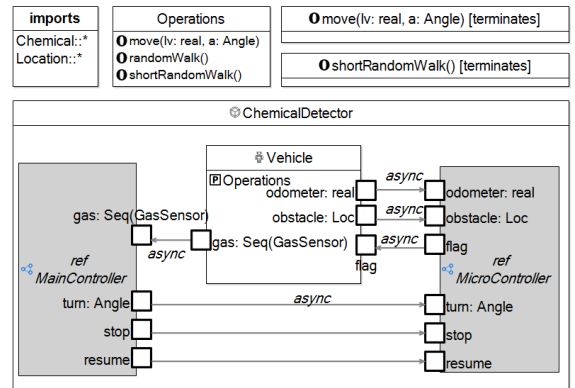 imports
Chemical::*
Location::*
Operations
O move(lv: real, a: Angle)
O randomWalk()
O shortRandomWalk()
O move(lv: real, a: Angle) [terminates]
O shortRandomWalk() [terminates]
ChemicalDetector
Vehicle
P Operations
odometer: real
async
odometer: real
gas: Seq(GasSensor)
obstacle: Loc
async
obstacle: Loc
async
gas: Seq(GasSensor)
async
flag
flag
ref
MainController
ref
MicroController
turn: Angle
async
turn: Angle
stop
stop
resume
resume